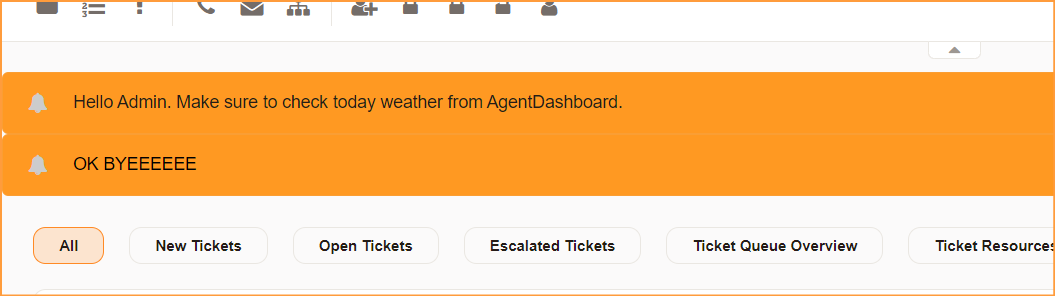 Hello Admin. Make sure to check today weather from AgentDashboard.
OK BYEEEEEE
All New Tickets Open Tickets Escalated Tickets Ticket Queue Overview Ticket Resources